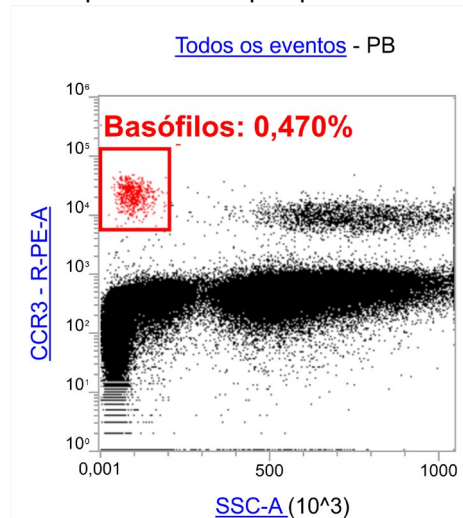 Todos os eventos - PB
Basófilos: 0,470%
10⁶
10⁵
10⁴
10³
10²
10¹
10⁰
CCR3 - R-PE-A
0,001 500 1000
SSC-A (10^3)